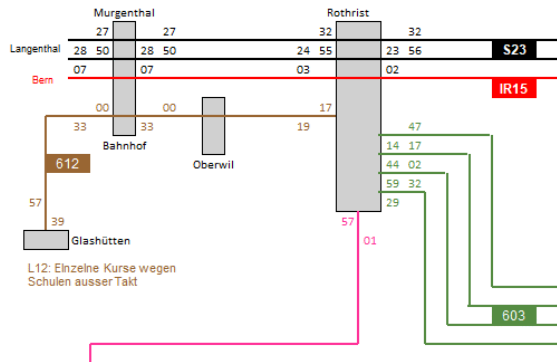 Murgenthal Rothrist
27 27 32 32
Langenthal 28 50 28 50 24 55 23 56 S23
07 07 03 02
Bern IR15
00 00 17
33 33 19 47
Bahnhof 14 17
612 Oberwil 44 02
59 32
57 29
39 57
Glashütten 01
L12: Einzelne Kurse wegen
Schulen ausser Takt
603